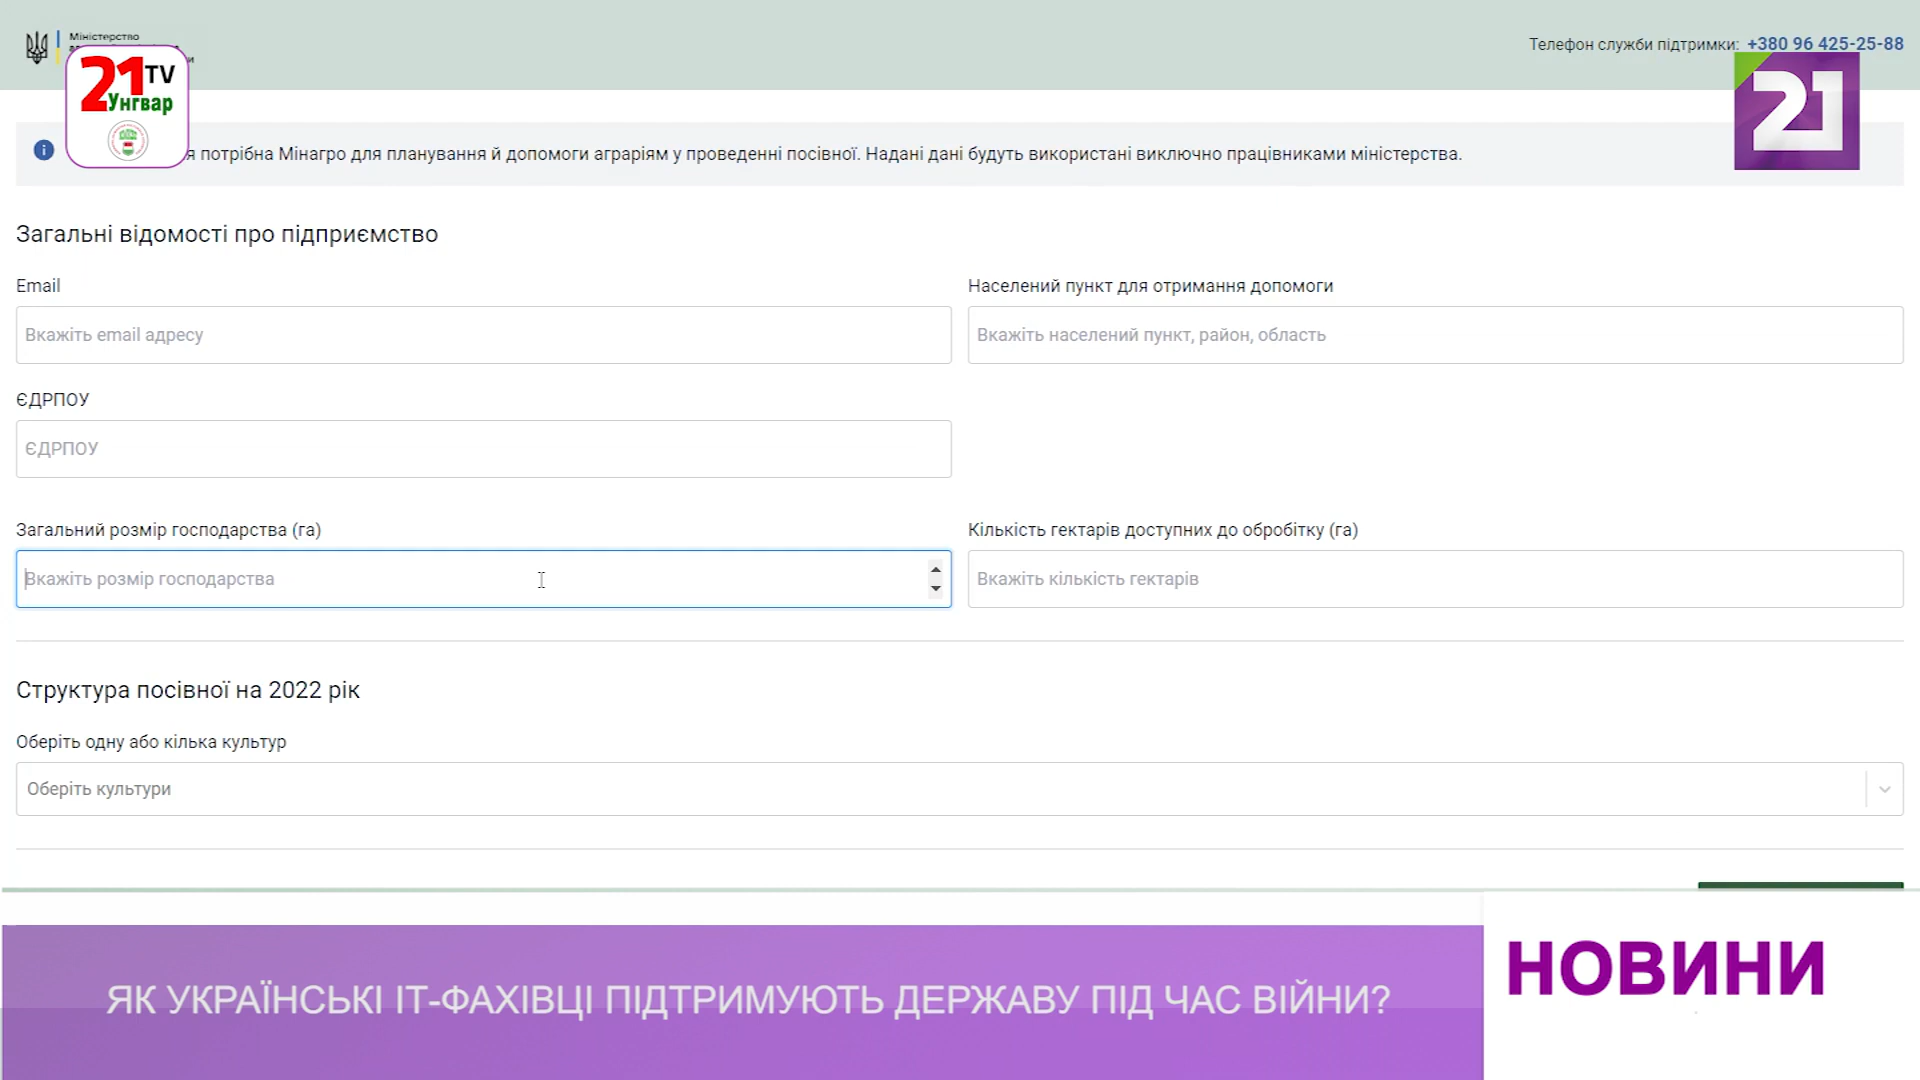 Міністерство
Телефон служби підтримки: +380 96 425-25-88
21 TV
Унгвар
21
потрібна Мінагро для планування й допомоги аграріям у проведенні посівної. Надані дані будуть використані виключно працівниками міністерства.
Загальні відомості про підприємство
Email
Населений пункт для отримання допомоги
Вкажіть email адресу
Вкажіть населений пункт, район, область
ЄДРПОУ
ЄДРПОУ
Загальний розмір господарства (га)
Кількість гектарів доступних до обробітку (га)
Вкажіть розмір господарства
Вкажіть кількість гектарів
Структура посівної на 2022 рік
Оберіть одну або кілька культур
Оберіть культури
ЯК УКРАЇНСЬКІ ІТ-ФАХІВЦІ ПІДТРИМУЮТЬ ДЕРЖАВУ ПІД ЧАС ВІЙНИ?
НОВИНИ